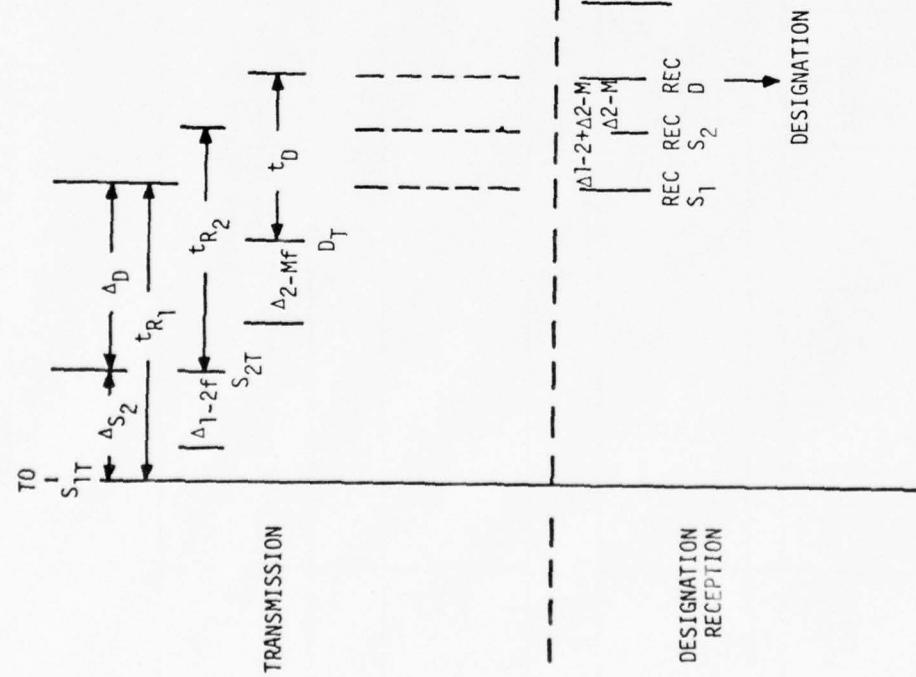 TO
S1T
ΔS2
ΔD
tR1
Δ1-2f
S2T
tR2
Δ2-Mf
DT
tD
TRANSMISSION
Δ1-2+Δ2-M
Δ2-M
REC S1
REC S2
REC D
DESIGNATION
DESIGNATION RECEPTION